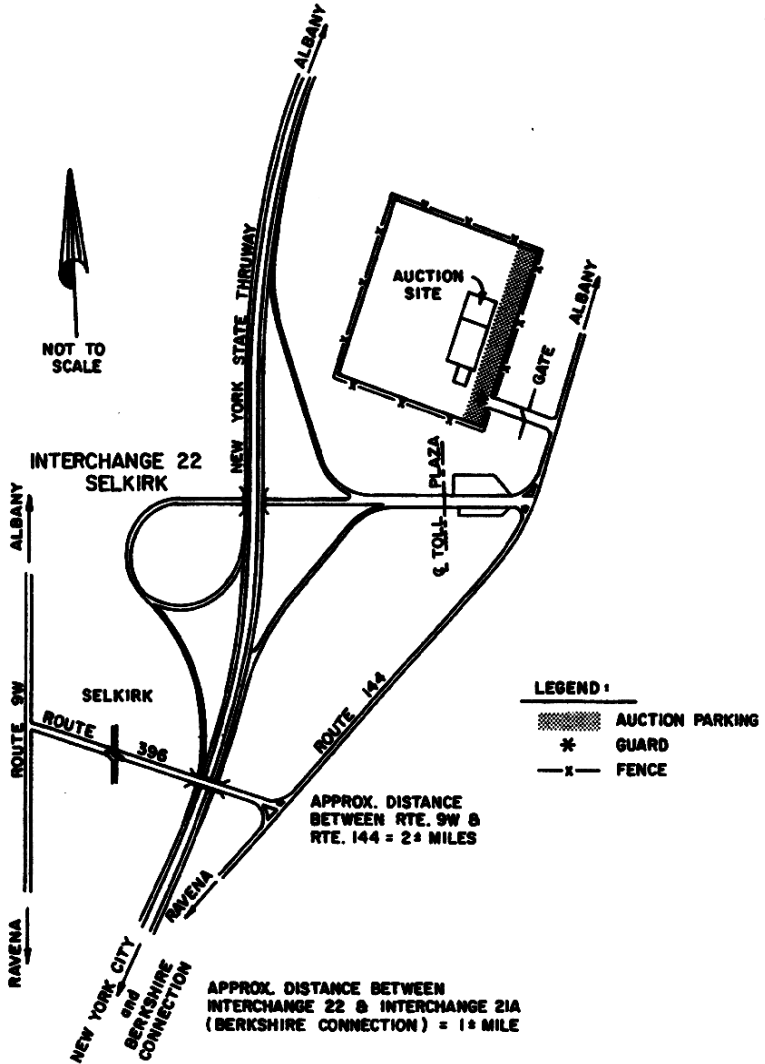 ALBANY
NEW YORK STATE THRUWAY
NOT TO
SCALE
AUCTION
SITE
ALBANY
GATE
INTERCHANGE 22
SELKIRK
ALBANY
℄ TOLL PLAZA
ROUTE 9W
SELKIRK
ROUTE 396
ROUTE 144
LEGEND:
AUCTION PARKING
GUARD
—x— FENCE
APPROX. DISTANCE
BETWEEN RTE. 9W &
RTE. 144 = 2± MILES
RAVENA
RAVENA
NEW YORK CITY
and
BERKSHIRE
CONNECTION
APPROX. DISTANCE BETWEEN
INTERCHANGE 22 & INTERCHANGE 21A
(BERKSHIRE CONNECTION) = 1± MILE